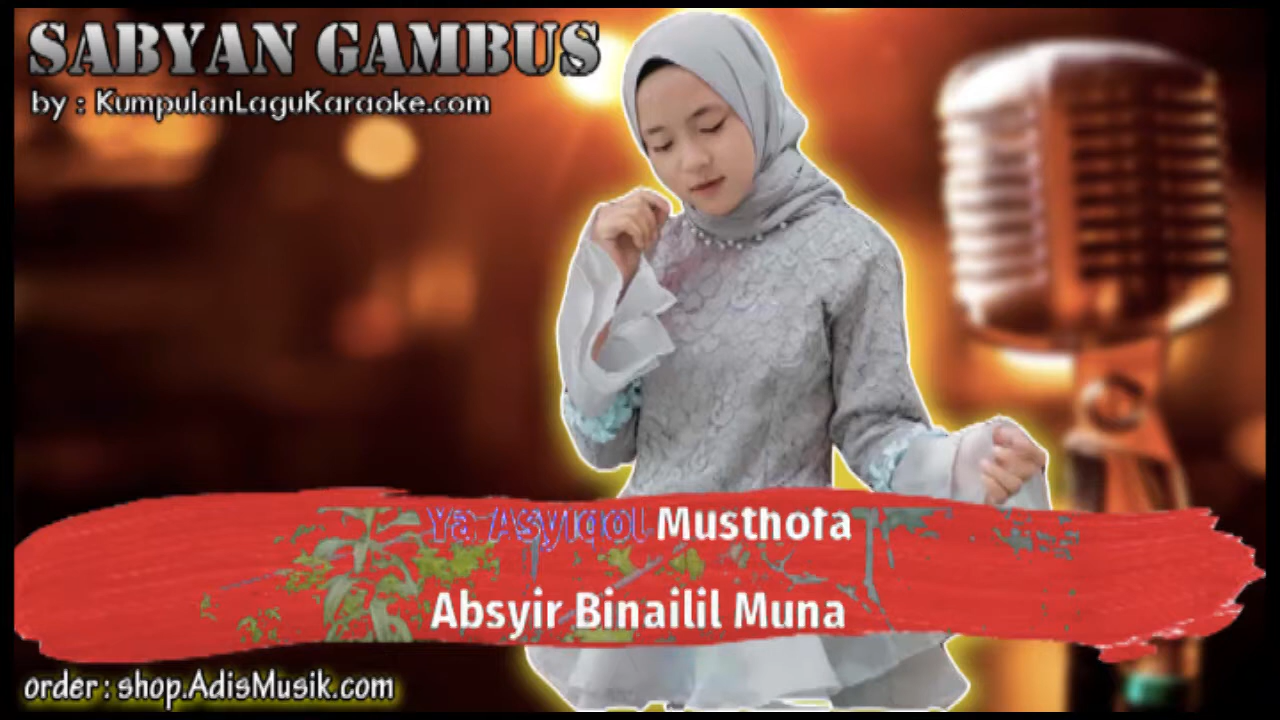 SABYAN GAMBUS
by : KumpulanLaguKaraoke.com
Ya Asyiqol Musthofa
Absyir Binailil Muna
order : shop.AdisMusik.com